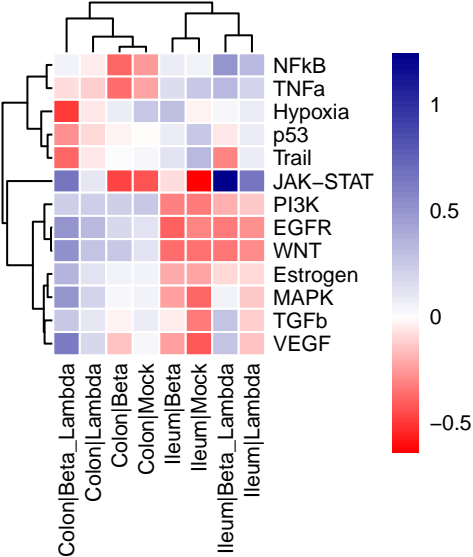 NFkB
TNFa
Hypoxia
p53
Trail
JAK−STAT
PI3K
EGFR
WNT
Estrogen
MAPK
TGFb
VEGF
1
0.5
0
−0.5
Colon|Beta_Lambda
Colon|Lambda
Colon|Beta
Colon|Mock
Ileum|Beta
Ileum|Mock
Ileum|Beta_Lambda
Ileum|Lambda